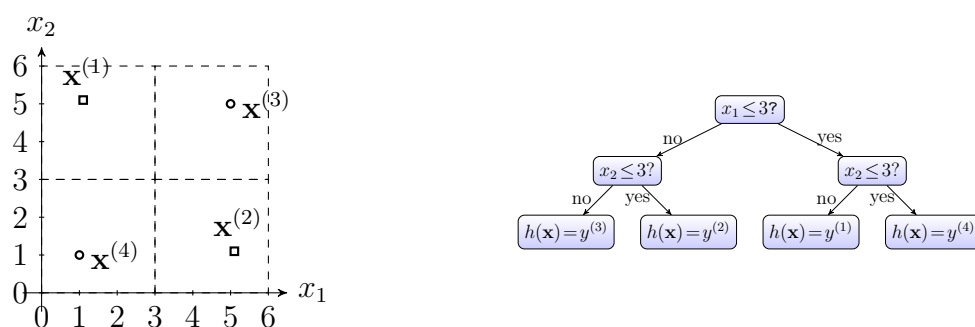 x₂
6
x⁽¹⁾
5
x⁽³⁾
4
3
2
x⁽²⁾
1
x⁽⁴⁾
0
x₁
0 1 2 3 4 5 6
x₁ ≤ 3?
no yes
x₂ ≤ 3? x₂ ≤ 3?
no yes no yes
h(x) = y⁽³⁾ h(x) = y⁽²⁾ h(x) = y⁽¹⁾ h(x) = y⁽⁴⁾